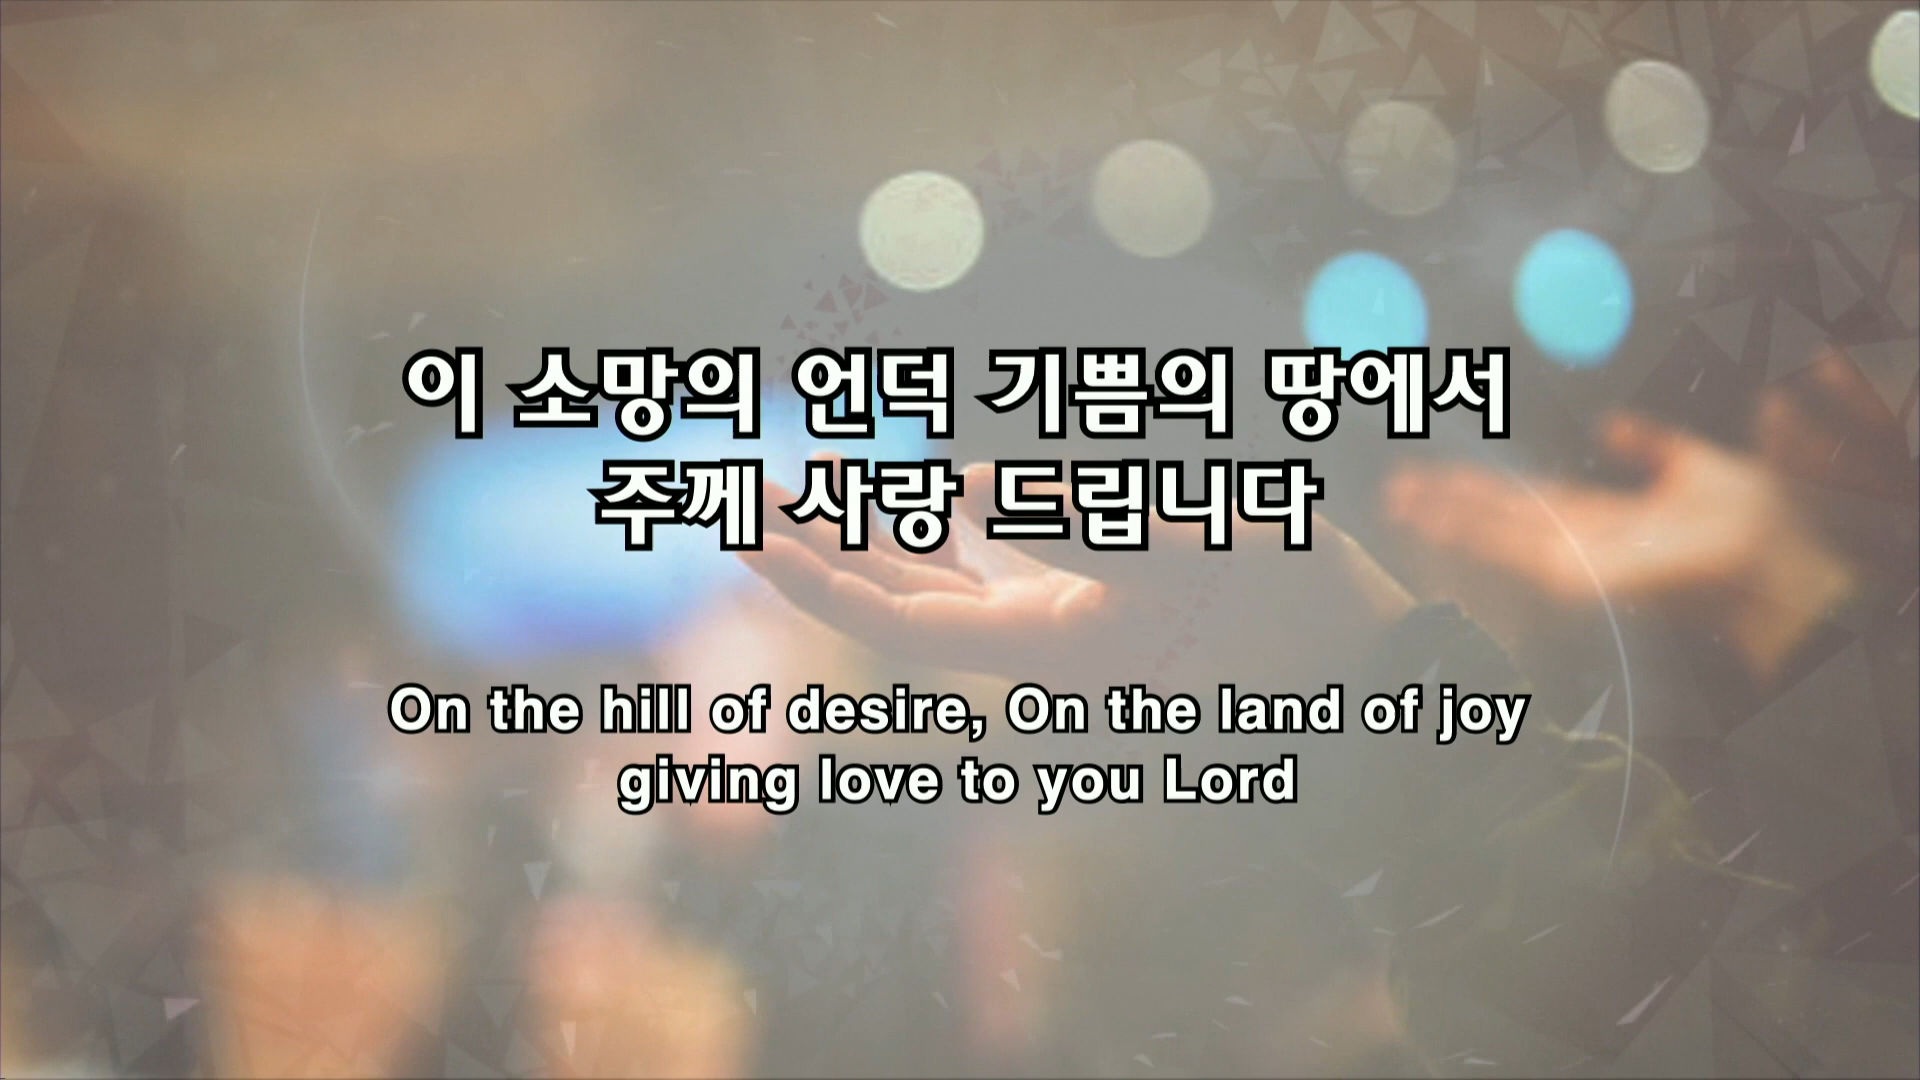 이 소망의 언덕 기쁨의 땅에서
주께 사랑 드립니다
On the hill of desire, On the land of joy
giving love to you Lord